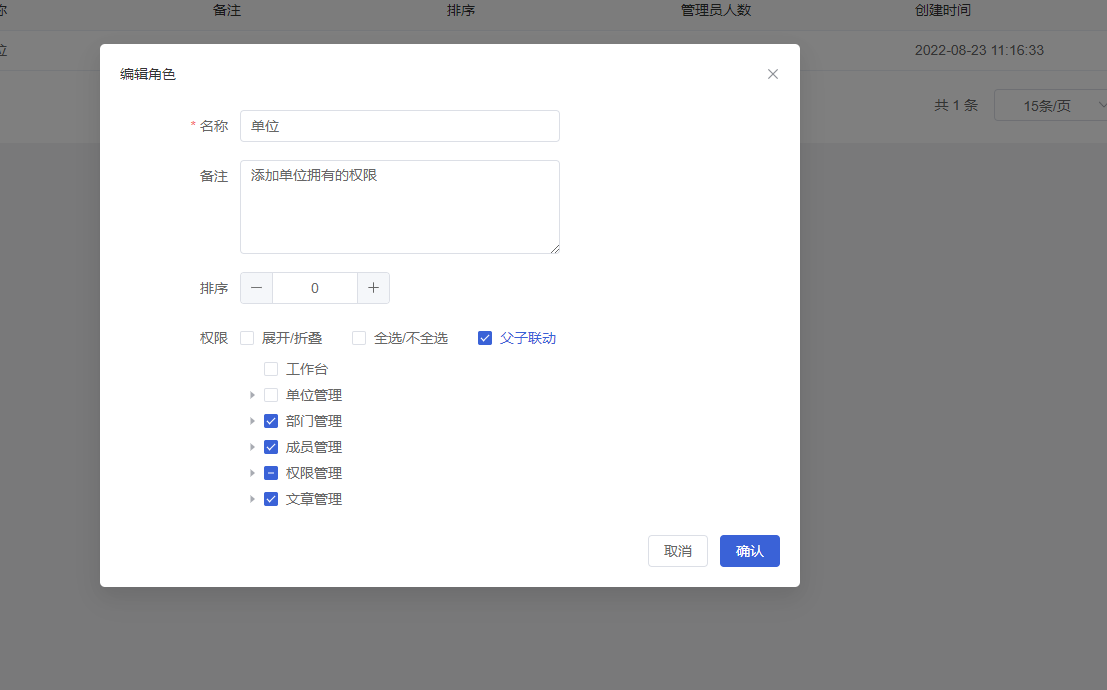 称 备注 排序 管理员人数 创建时间
位 2022-08-23 11:16:33
共 1 条 15条/页
编辑角色
* 名称 单位
备注 添加单位拥有的权限
排序 0
权限 展开/折叠 全选/不全选 父子联动
工作台
单位管理
部门管理
成员管理
权限管理
文章管理
取消 确认